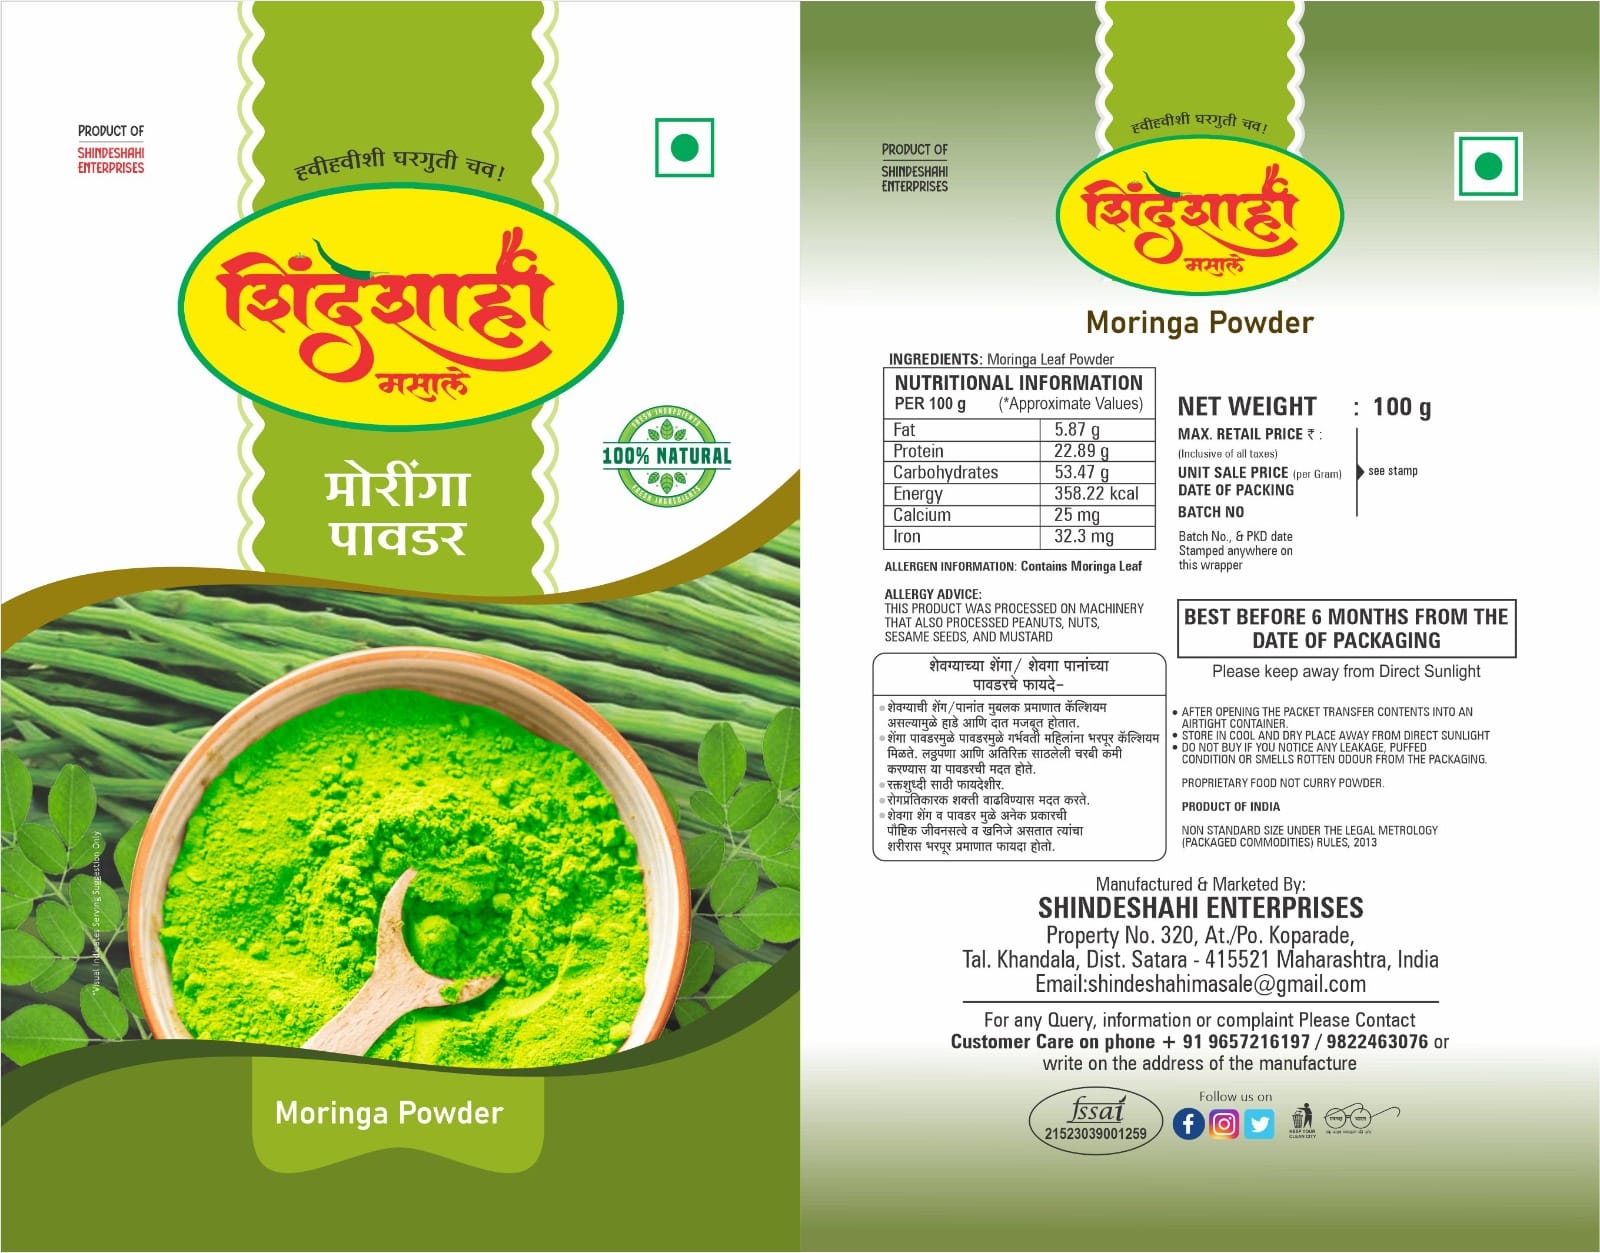 PRODUCT OF
SHINDESHAHI
ENTERPRISES
हवीहवीशी घरगुती चव!
शिंदेशाही
मसाले
FRESH INGREDIENTS
100% NATURAL
FRESH INGREDIENTS
मोरींगा
पावडर
*Visual Indicates Serving Suggestion Only
Moringa Powder
PRODUCT OF
SHINDESHAHI
ENTERPRISES
हवीहवीशी घरगुती चव!
शिंदेशाही
मसाले
Moringa Powder
INGREDIENTS: Moringa Leaf Powder
NUTRITIONAL INFORMATION
PER 100 g (*Approximate Values)
Fat 5.87 g
Protein 22.89 g
Carbohydrates 53.47 g
Energy 358.22 kcal
Calcium 25 mg
Iron 32.3 mg
ALLERGEN INFORMATION: Contains Moringa Leaf
ALLERGY ADVICE:
THIS PRODUCT WAS PROCESSED ON MACHINERY
THAT ALSO PROCESSED PEANUTS, NUTS,
SESAME SEEDS, AND MUSTARD
शेवग्याच्या शेंगा/ शेवगा पानांच्या
पावडरचे फायदे-
शेवग्याची शेंग/पानांत मुबलक प्रमाणात कॅल्शियम
असल्यामुळे हाडे आणि दात मजबूत होतात.
शेंगा पावडरमुळे पावडरमुळे गर्भवती महिलांना भरपूर कॅल्शियम
मिळते. लठ्ठपणा आणि अतिरिक्त साठलेली चरबी कमी
करण्यास या पावडरची मदत होते.
रक्तशुध्दी साठी फायदेशीर.
रोगप्रतिकारक शक्ती वाढविण्यास मदत करते.
शेवगा शेंग व पावडर मुळे अनेक प्रकारची
पौष्टिक जीवनसत्वे व खनिजे असतात त्यांचा
शरीरास भरपूर प्रमाणात फायदा होतो.
NET WEIGHT : 100 g
MAX. RETAIL PRICE ₹ :
(Inclusive of all taxes)
UNIT SALE PRICE (per Gram)
see stamp
DATE OF PACKING
BATCH NO
Batch No., & PKD date
Stamped anywhere on
this wrapper
BEST BEFORE 6 MONTHS FROM THE
DATE OF PACKAGING
Please keep away from Direct Sunlight
• AFTER OPENING THE PACKET TRANSFER CONTENTS INTO AN
AIRTIGHT CONTAINER.
• STORE IN COOL AND DRY PLACE AWAY FROM DIRECT SUNLIGHT
• DO NOT BUY IF YOU NOTICE ANY LEAKAGE, PUFFED
CONDITION OR SMELLS ROTTEN ODOUR FROM THE PACKAGING.
PROPRIETARY FOOD NOT CURRY POWDER.
PRODUCT OF INDIA
NON STANDARD SIZE UNDER THE LEGAL METROLOGY
(PACKAGED COMMODITIES) RULES, 2013
Manufactured & Marketed By:
SHINDESHAHI ENTERPRISES
Property No. 320, At./Po. Koparade,
Tal. Khandala, Dist. Satara - 415521 Maharashtra, India
Email:shindeshahimasale@gmail.com
For any Query, information or complaint Please Contact
Customer Care on phone + 91 9657216197 / 9822463076 or
write on the address of the manufacture
fssai
21523039001259
Follow us on
KEEP YOUR
CLEAN CITY